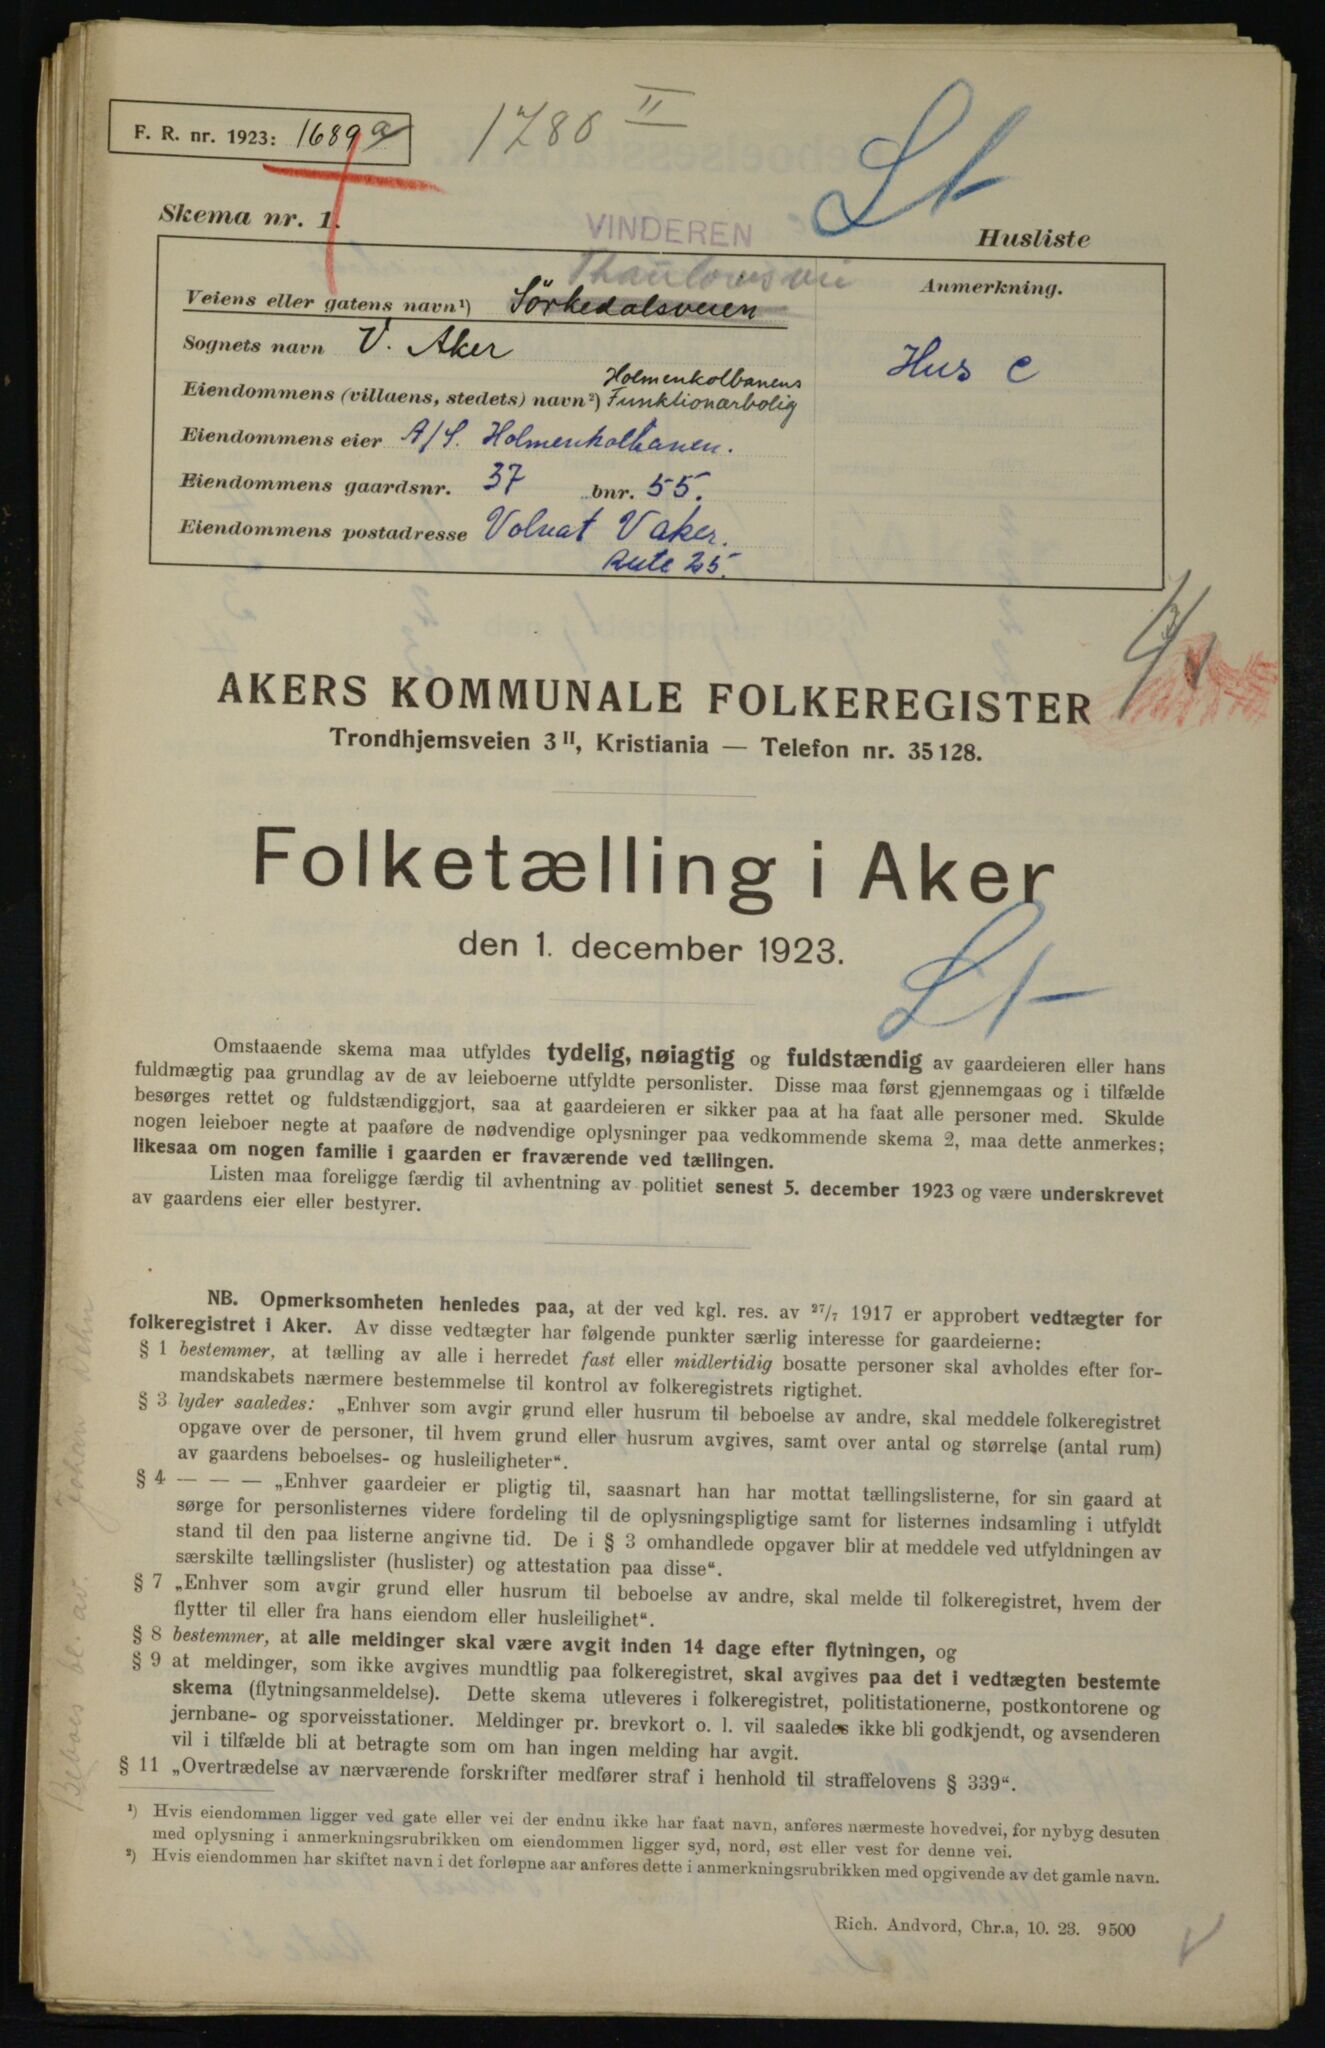 F. R. nr. 1923: 1689 a
1786 II
Lt
Skema nr. 1.
VINDEREN
Husliste
Thaulowsvei
Veiens eller gatens navn¹) Sörkedalsveien
Anmerkning.
Sognets navn V. Aker
Hus C
Holmenkolbanens
Eiendommens (villaens, stedets) navn²) Funktionærbolig
Eiendommens eier A/S. Holmenkolbanen.
Eiendommens gaardsnr. 37 bnr. 55.
Eiendommens postadresse Volvat V aker.
Rute 25.
AKERS KOMMUNALE FOLKEREGISTER
Trondhjemsveien 3 II, Kristiania — Telefon nr. 35128.
Folketælling i Aker
den 1. december 1923.
Lt
Omstaaende skema maa utfyldes tydelig, nøiagtig og fuldstændig av gaardeieren eller hans
fuldmægtig paa grundlag av de av leieboerne utfyldte personlister. Disse maa først gjennemgaas og i tilfælde
besørges rettet og fuldstændiggjort, saa at gaardeieren er sikker paa at ha faat alle personer med. Skulde
nogen leieboer negte at paaføre de nødvendige oplysninger paa vedkommende skema 2, maa dette anmerkes;
likesaa om nogen familie i gaarden er fraværende ved tællingen.
Listen maa foreligge færdig til avhentning av politiet senest 5. december 1923 og være underskrevet
av gaardens eier eller bestyrer.
NB. Opmerksomheten henledes paa, at der ved kgl. res. av 27/7 1917 er approbert vedtægter for
folkeregistret i Aker. Av disse vedtægter har følgende punkter særlig interesse for gaardeierne:
§ 1 bestemmer, at tælling av alle i herredet fast eller midlertidig bosatte personer skal avholdes efter for-
mandskabets nærmere bestemmelse til kontrol av folkeregistrets rigtighet.
§ 3 lyder saaledes: „Enhver som avgir grund eller husrum til beboelse av andre, skal meddele folkeregistret
opgave over de personer, til hvem grund eller husrum avgives, samt over antal og størrelse (antal rum)
av gaardens beboelses- og husleiligheter“.
§ 4 — — — „Enhver gaardeier er pligtig til, saasnart han har mottat tællingslisterne, for sin gaard at
sørge for personlisternes videre fordeling til de oplysningspligtige samt for listernes indsamling i utfyldt
stand til den paa listerne angivne tid. De i § 3 omhandlede opgaver blir at meddele ved utfyldningen av
særskilte tællingslister (huslister) og attestation paa disse“.
§ 7 „Enhver som avgir grund eller husrum til beboelse av andre, skal melde til folkeregistret, hvem der
flytter til eller fra hans eiendom eller husleilighet“.
§ 8 bestemmer, at alle meldinger skal være avgit inden 14 dage efter flytningen, og
§ 9 at meldinger, som ikke avgives mundtlig paa folkeregistret, skal avgives paa det i vedtægten bestemte
skema (flytningsanmeldelse). Dette skema utleveres i folkeregistret, politistationerne, postkontorene og
jernbane- og sporveisstationer. Meldinger pr. brevkort o. l. vil saaledes ikke bli godkjendt, og avsenderen
vil i tilfælde bli at betragte som om han ingen melding har avgit.
§ 11 „Overtrædelse av nærværende forskrifter medfører straf i henhold til straffelovens § 339“.
¹) Hvis eiendommen ligger ved gate eller vei der endnu ikke har faat navn, anføres nærmeste hovedvei, for nybyg desuten
med oplysning i anmerkningsrubrikken om eiendommen ligger syd, nord, øst eller vest for denne vei.
²) Hvis eiendommen har skiftet navn i det forløpne aar anføres dette i anmerkningsrubrikken med opgivende av det gamle navn.
Rich. Andvord, Chr.a, 10. 23. 9500
Beboes bl. av. Johan Dehn